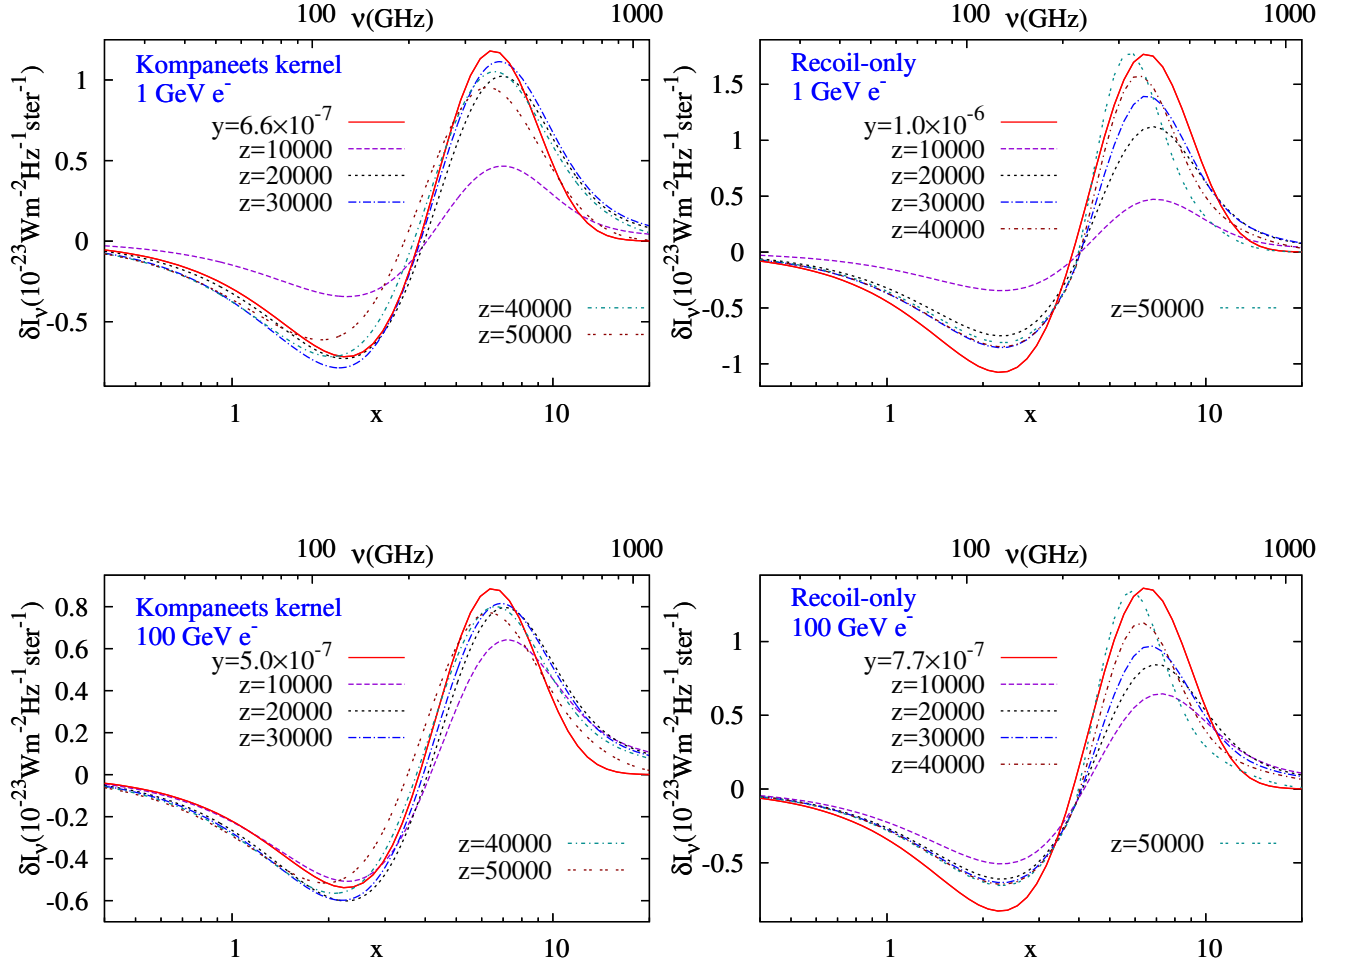 100 ν(GHz) 1000
Kompaneets kernel
1 GeV e⁻
y=6.6×10⁻⁷
z=10000
z=20000
z=30000
z=40000
z=50000
1
0.5
0
-0.5
δIᵥ(10⁻²³Wm⁻²Hz⁻¹ster⁻¹)
1 x 10
100 ν(GHz) 1000
Recoil-only
1 GeV e⁻
y=1.0×10⁻⁶
z=10000
z=20000
z=30000
z=40000
z=50000
1.5
1
0.5
0
-0.5
-1
δIᵥ(10⁻²³Wm⁻²Hz⁻¹ster⁻¹)
1 x 10
100 ν(GHz) 1000
Kompaneets kernel
100 GeV e⁻
y=5.0×10⁻⁷
z=10000
z=20000
z=30000
z=40000
z=50000
0.8
0.6
0.4
0.2
0
-0.2
-0.4
-0.6
δIᵥ(10⁻²³Wm⁻²Hz⁻¹ster⁻¹)
1 x 10
100 ν(GHz) 1000
Recoil-only
100 GeV e⁻
y=7.7×10⁻⁷
z=10000
z=20000
z=30000
z=40000
z=50000
1
0.5
0
-0.5
δIᵥ(10⁻²³Wm⁻²Hz⁻¹ster⁻¹)
1 x 10